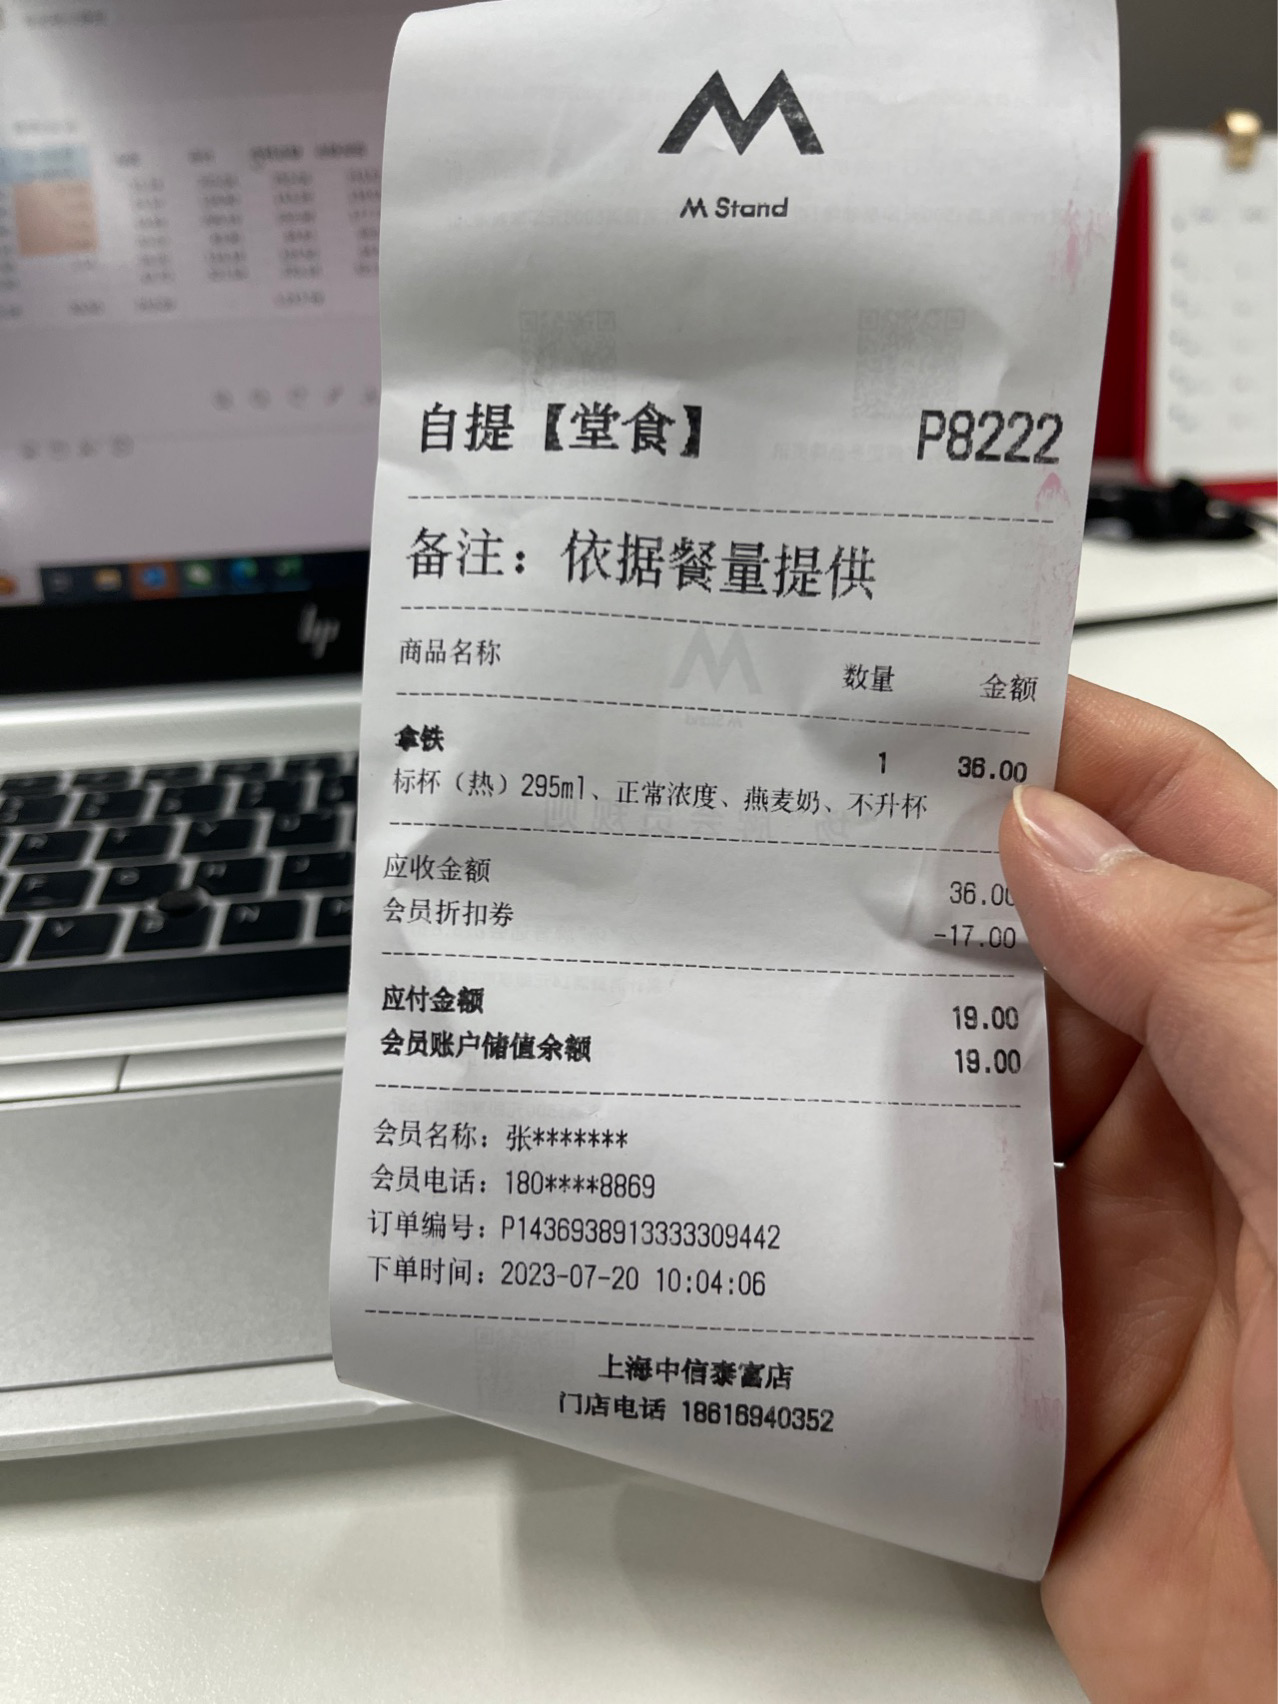 M Stand
自提【堂食】 P8222
备注：依据餐量提供
商品名称 数量 金额
拿铁 1 36.00
标杯（热）295ml、正常浓度、燕麦奶、不升杯
应收金额 36.00
会员折扣券 -17.00
应付金额 19.00
会员账户储值余额 19.00
会员名称：张*******
会员电话：180****8869
订单编号：P1436938913333309442
下单时间：2023-07-20 10:04:06
上海中信泰富店
门店电话 18616940352
hp